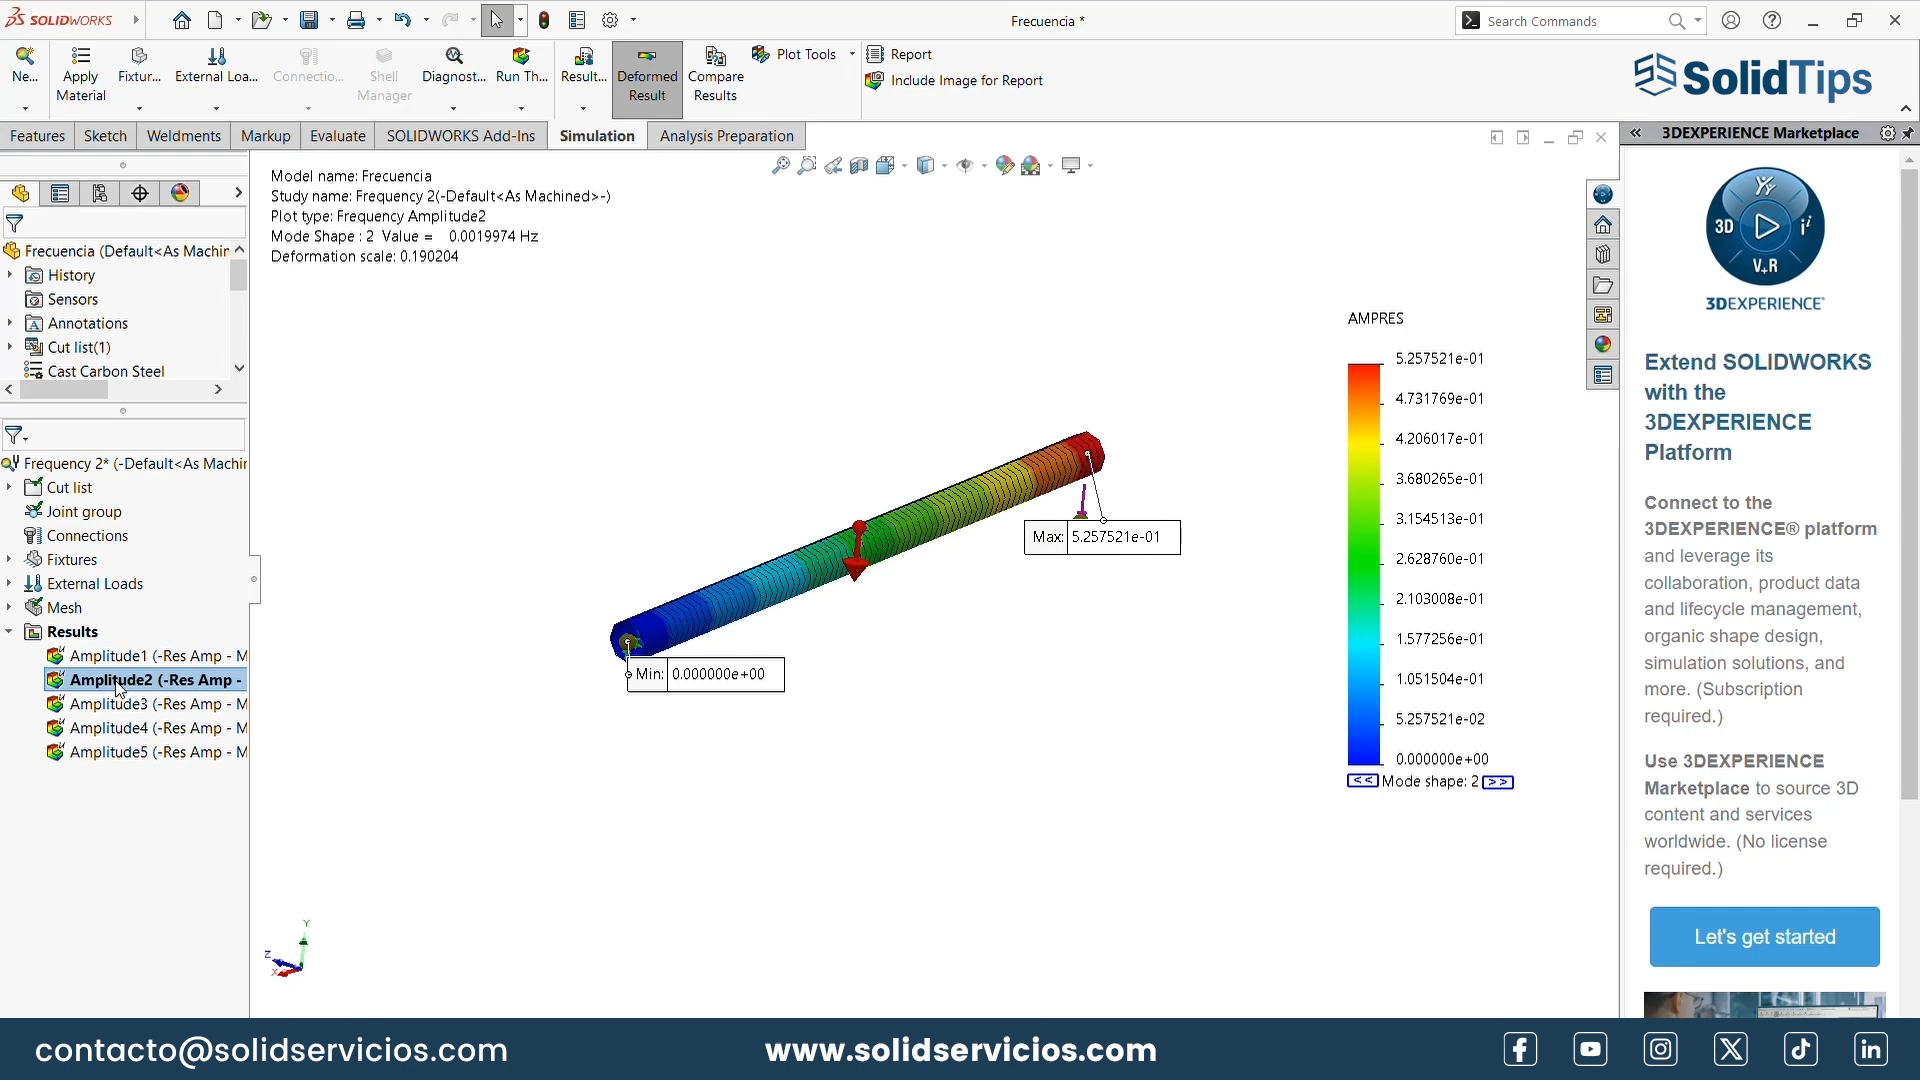 SOLIDWORKS
Frecuencia *
Search Commands
Ne...
Apply
Material
Fixtur...
External Loa...
Connectio...
Shell
Manager
Diagnost...
Run Th...
Result...
Deformed
Result
Compare
Results
Plot Tools
Report
Include Image for Report
SolidTips
Features
Sketch
Weldments
Markup
Evaluate
SOLIDWORKS Add-Ins
Simulation
Analysis Preparation
3DEXPERIENCE Marketplace
Model name: Frecuencia
Study name: Frequency 2(-Default<As Machined>-)
Plot type: Frequency Amplitude2
Mode Shape : 2 Value = 0.0019974 Hz
Deformation scale: 0.190204
Frecuencia (Default<As Machin
History
Sensors
Annotations
Cut list(1)
Cast Carbon Steel
Frequency 2* (-Default<As Machir
Cut list
Joint group
Connections
Fixtures
External Loads
Mesh
Results
Amplitude1 (-Res Amp - M
Amplitude2 (-Res Amp -
Amplitude3 (-Res Amp - M
Amplitude4 (-Res Amp - M
Amplitude5 (-Res Amp - M
Max: 5.257521e-01
Min: 0.000000e+00
AMPRES
5.257521e-01
4.731769e-01
4.206017e-01
3.680265e-01
3.154513e-01
2.628760e-01
2.103008e-01
1.577256e-01
1.051504e-01
5.257521e-02
0.000000e+00
<< Mode shape: 2 >>
Y
Z
X
3D
i
V+R
3DEXPERIENCE
Extend SOLIDWORKS
with the
3DEXPERIENCE
Platform
Connect to the
3DEXPERIENCE® platform
and leverage its
collaboration, product data
and lifecycle management,
organic shape design,
simulation solutions, and
more. (Subscription
required.)
Use 3DEXPERIENCE
Marketplace to source 3D
content and services
worldwide. (No license
required.)
Let's get started
contacto@solidservicios.com
www.solidservicios.com